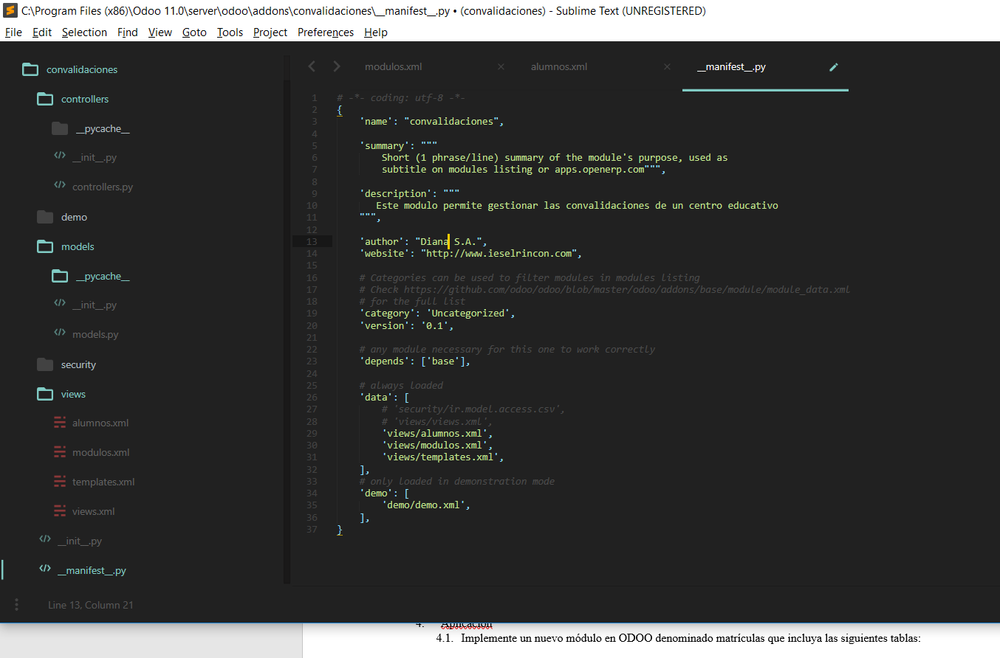 C:\Program Files (x86)\Odoo 11.0\server\odoo\addons\convalidaciones\__manifest__.py • (convalidaciones) - Sublime Text (UNREGISTERED)
File Edit Selection Find View Goto Tools Project Preferences Help
convalidaciones
controllers
__pycache__
__init__.py
controllers.py
demo
models
__pycache__
__init__.py
models.py
security
views
alumnos.xml
modulos.xml
templates.xml
views.xml
__init__.py
__manifest__.py
modulos.xml alumnos.xml __manifest__.py
1 # -*- coding: utf-8 -*-
2 {
3 'name': "convalidaciones",
4
5 'summary': """
6 Short (1 phrase/line) summary of the module's purpose, used as
7 subtitle on modules listing or apps.openerp.com""",
8
9 'description': """
10 Este modulo permite gestionar las convalidaciones de un centro educativo
11 """,
12
13 'author': "Diana S.A.",
14 'website': "http://www.ieselrincon.com",
15
16 # Categories can be used to filter modules in modules listing
17 # Check https://github.com/odoo/odoo/blob/master/odoo/addons/base/module/module_data.xml
18 # for the full list
19 'category': 'Uncategorized',
20 'version': '0.1',
21
22 # any module necessary for this one to work correctly
23 'depends': ['base'],
24
25 # always loaded
26 'data': [
27 # 'security/ir.model.access.csv',
28 # 'views/views.xml',
29 'views/alumnos.xml',
30 'views/modulos.xml',
31 'views/templates.xml',
32 ],
33 # only loaded in demonstration mode
34 'demo': [
35 'demo/demo.xml',
36 ],
37 }
Line 13, Column 21
4. Aplicación
4.1. Implemente un nuevo módulo en ODOO denominado matrículas que incluya las siguientes tablas: